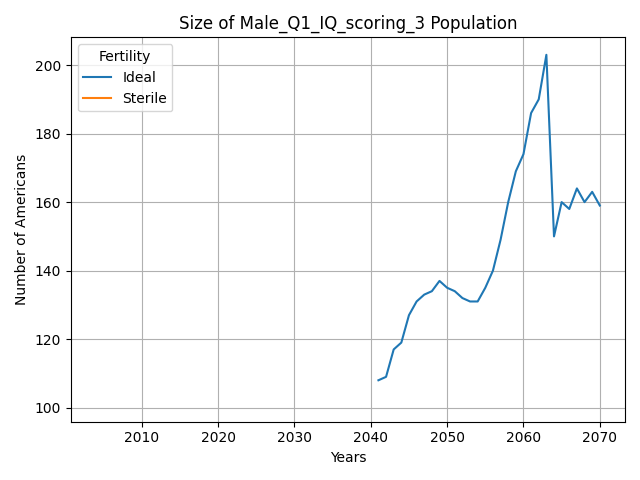 Size of Male_Q1_IQ_scoring_3 Population
Fertility
Ideal
Sterile
Number of Americans
200
180
160
140
120
100
2010 2020 2030 2040 2050 2060 2070
Years